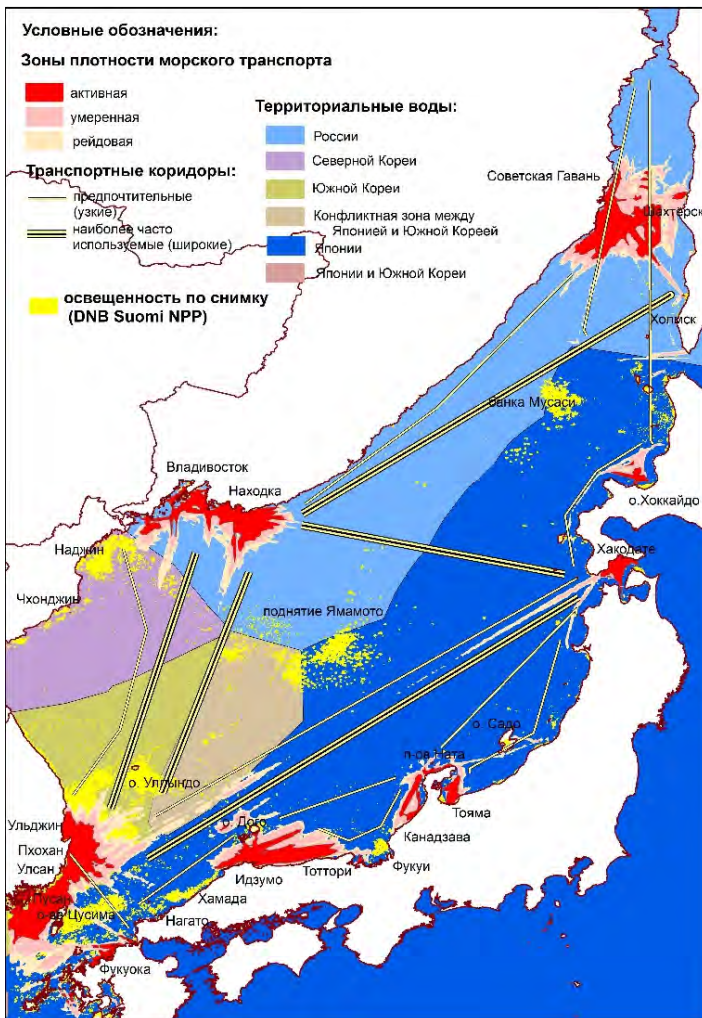 Условные обозначения:
Зоны плотности морского транспорта
активная
умеренная
рейдовая
Транспортные коридоры:
предпочтительные
(узкие)
наиболее часто
используемые (широкие)
освещенность по снимку
(DNB Suomi NPP)
Территориальные воды:
России
Северной Кореи
Южной Кореи
Конфликтная зона между
Японией и Южной Кореей
Японии
Японии и Южной Кореи
Советская Гавань
Шахтерск
Холмск
банка Мусаси
Владивосток
Находка
о.Хоккайдо
Наджин
Хакодате
Чхонджин
поднятие Ямамото
о. Садо
п-ов Ната
о. Уллындо
Тояма
Ульджин
о. Дого
Канадзава
Пхохан
Идзумо
Тоттори
Фукуи
Улсан
Пусан
Хамада
о-ва Цусима
Нагато
Фукуока